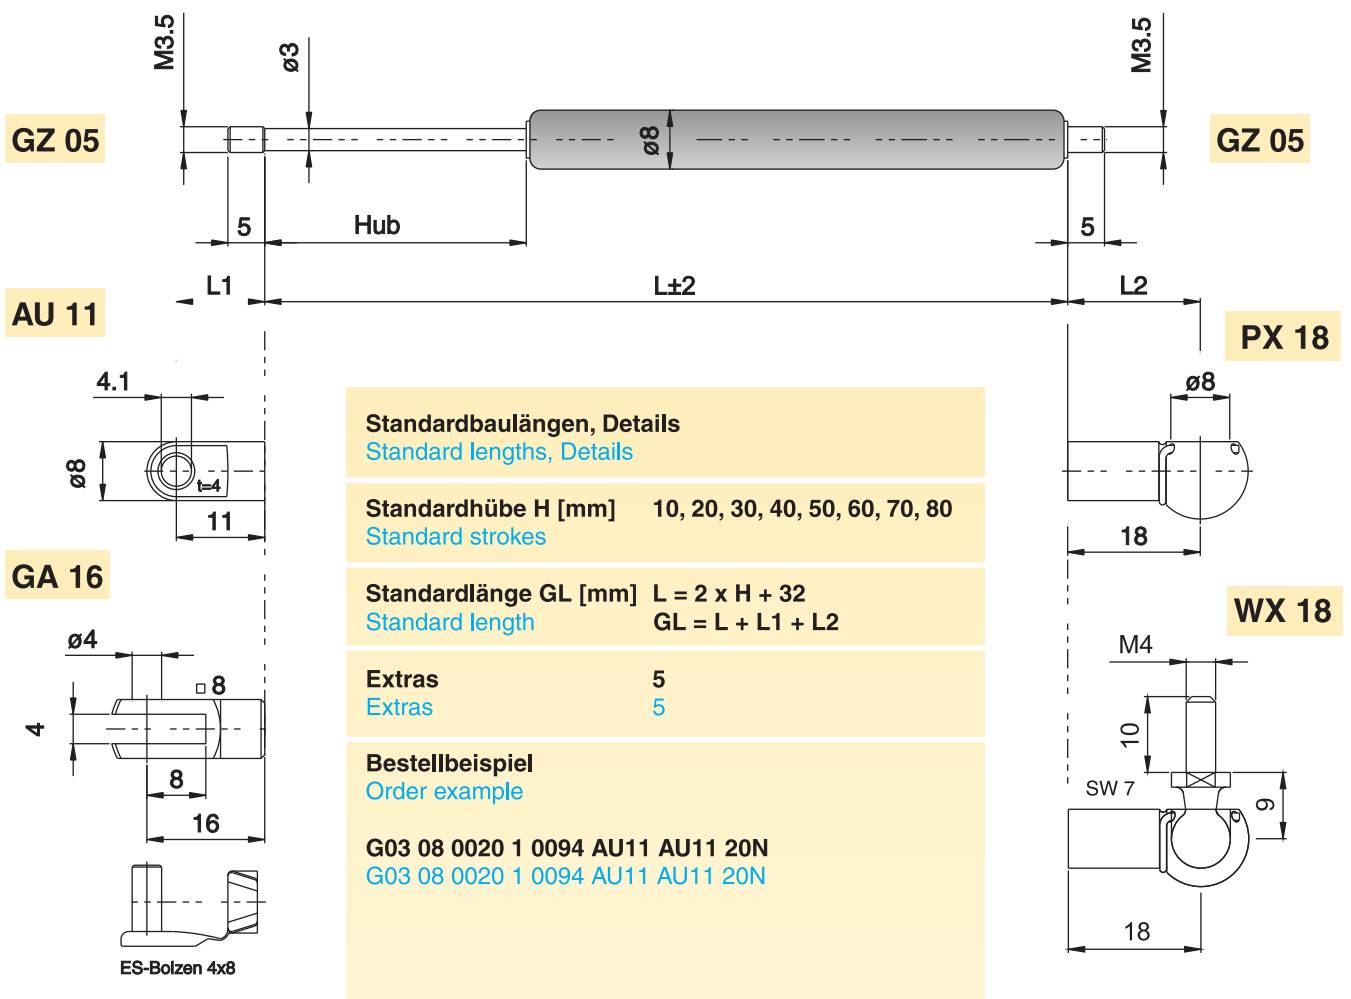 M3.5
ø3
M3.5
GZ 05
ø8
GZ 05
5
Hub
5
L1
L±2
L2
AU 11
PX 18
4.1
ø8
ø8
t=4
11
18
GA 16
WX 18
ø4
□ 8
4
8
16
ES-Bolzen 4x8
Standardbaulängen, Details
Standard lengths, Details
Standardhübe H [mm] 10, 20, 30, 40, 50, 60, 70, 80
Standard strokes
Standardlänge GL [mm] L = 2 x H + 32
Standard length GL = L + L1 + L2
Extras 5
Extras 5
Bestellbeispiel
Order example
G03 08 0020 1 0094 AU11 AU11 20N
G03 08 0020 1 0094 AU11 AU11 20N
M4
10
SW 7
9
18